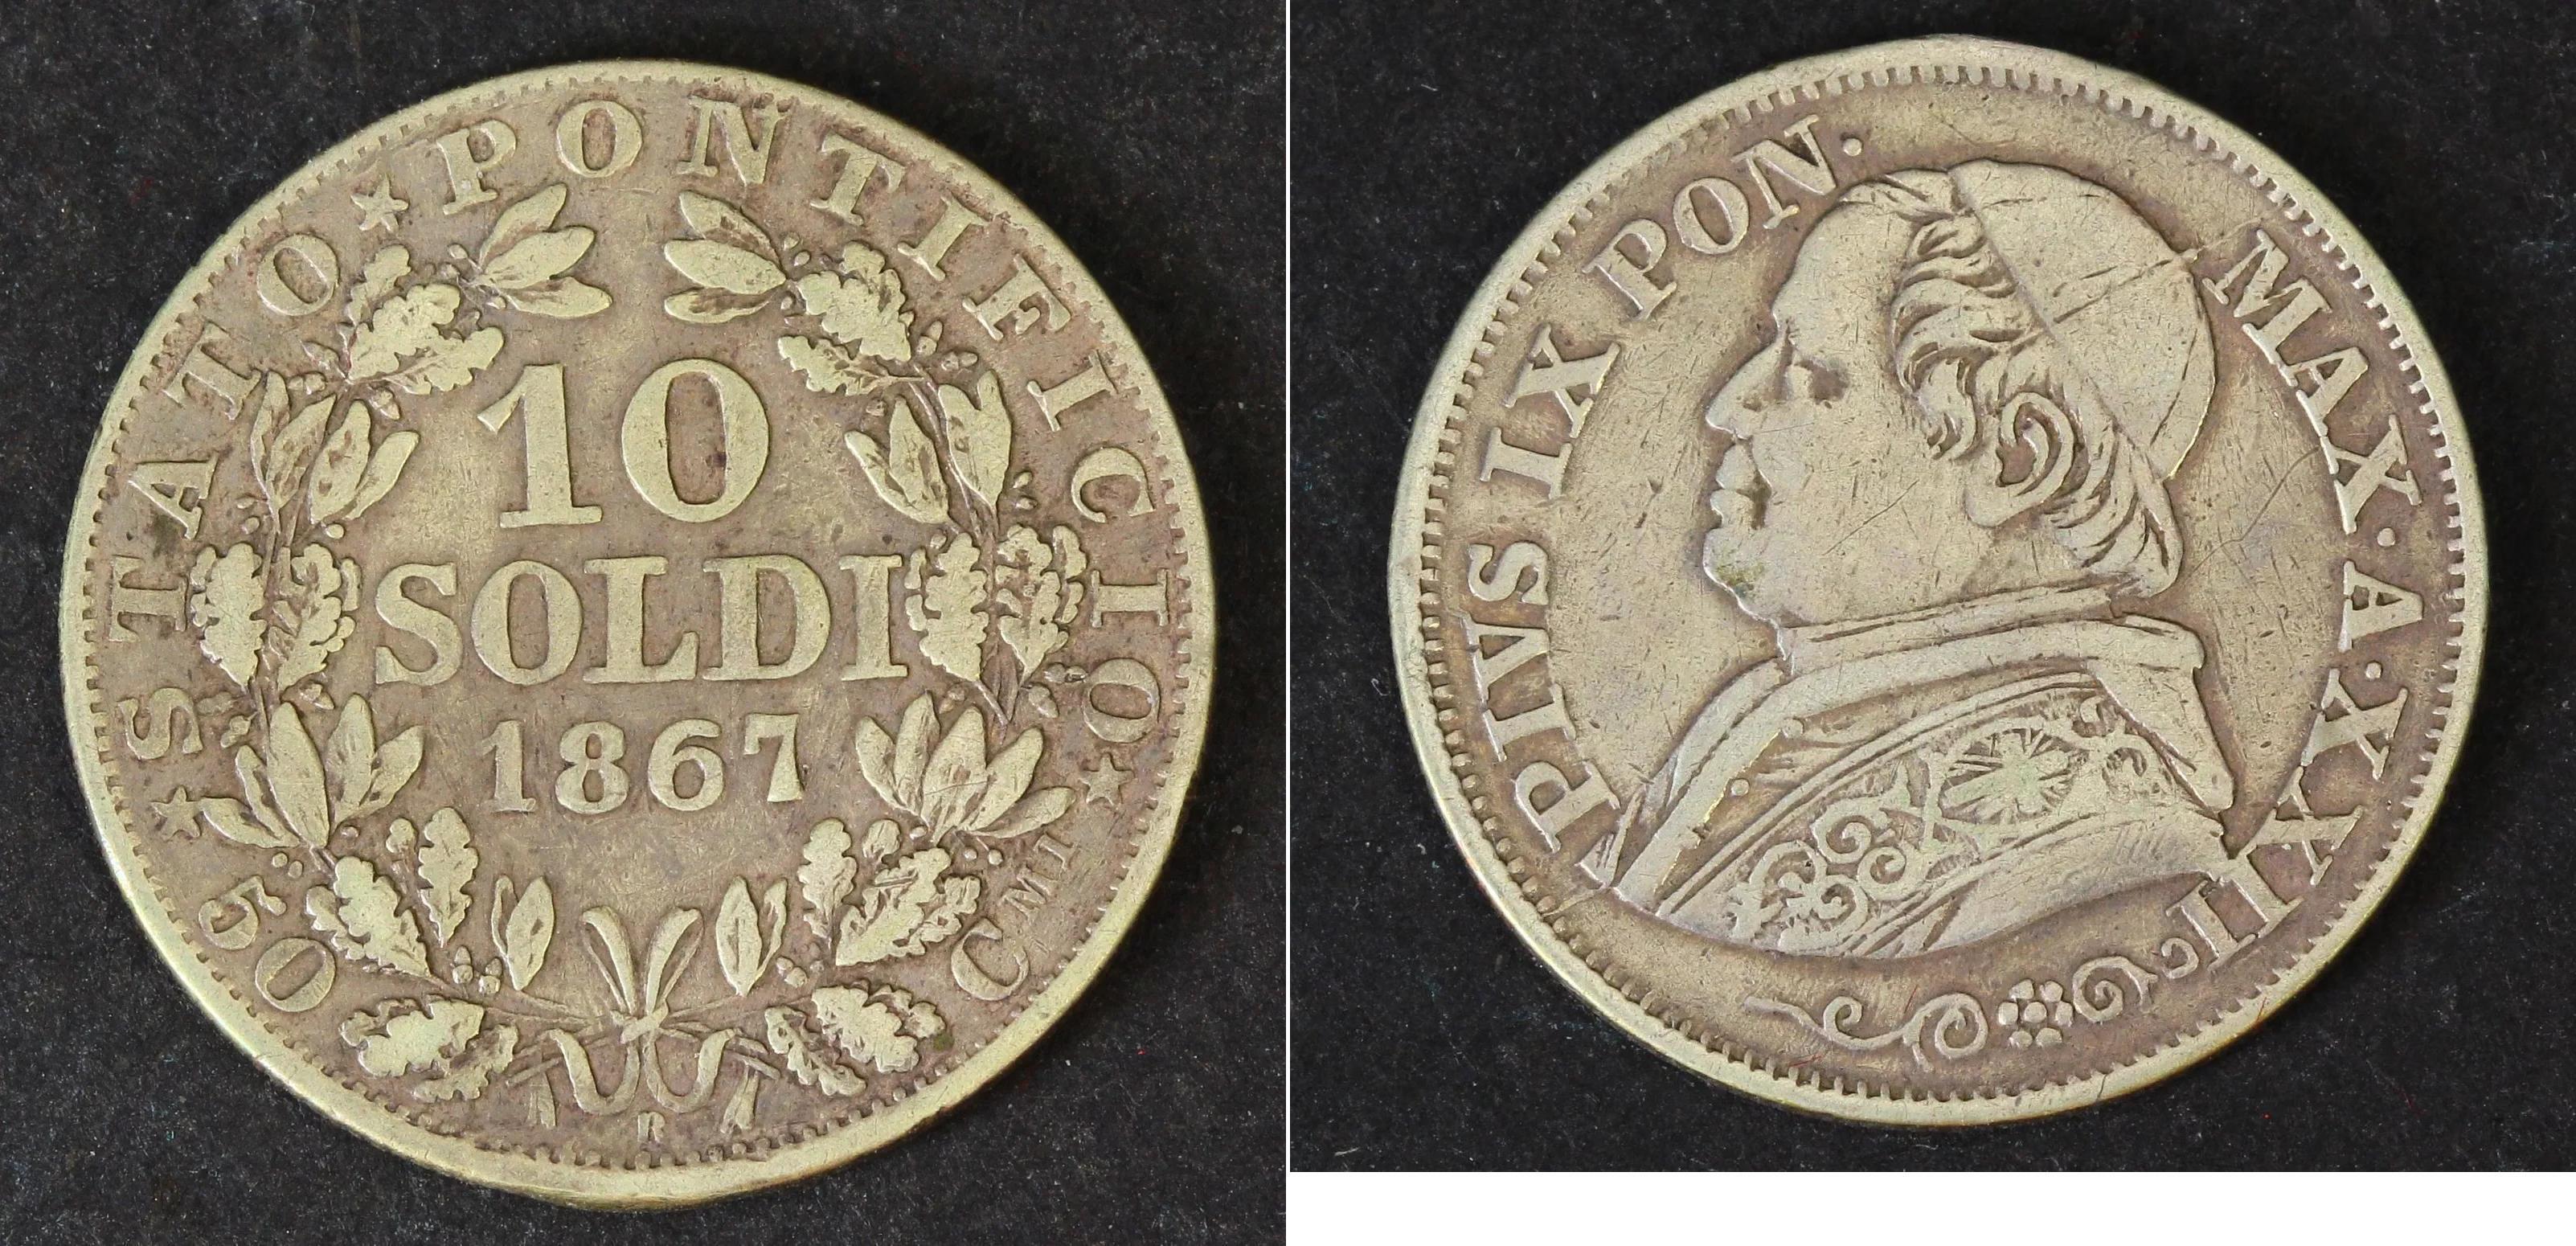 STATO ★ PONTIFICIO
10
SOLDI
1867
★ 50 CMI ★
R
PIVS IX PON. MAX · A · XXII
C